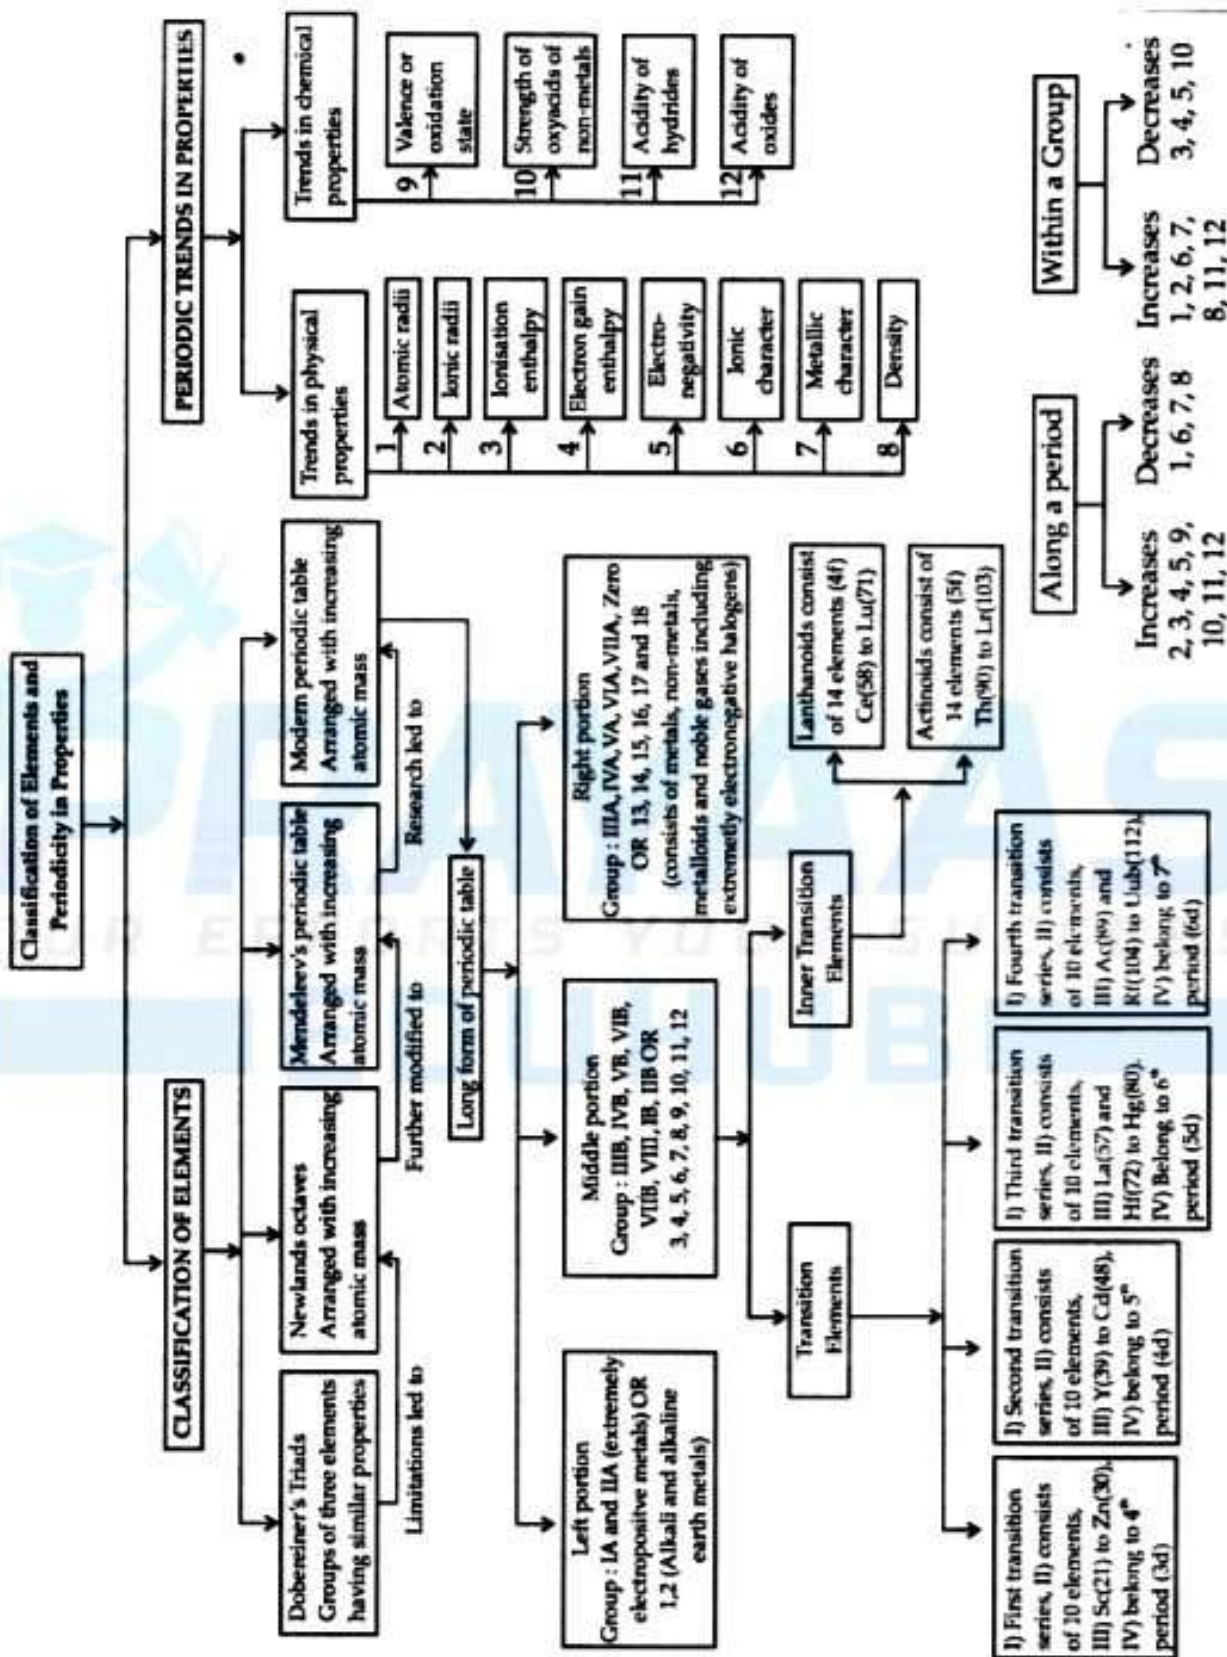 Classification of Elements and
Periodicity in Properties
CLASSIFICATION OF ELEMENTS
Dobereiner's Triads
Groups of three elements
having similar properties
Newlands octaves
Arranged with increasing
atomic mass
Mendeleev's periodic table
Arranged with increasing
atomic mass
Modern periodic table
Arranged with increasing
atomic mass
Limitations led to
Further modified to
Research led to
Long form of periodic table
Left portion
Group : IA and IIA (extremely
electropositve metals) OR
1,2 (Alkali and alkaline
earth metals)
Middle portion
Group : IIIB, IVB, VB, VIB,
VIIB, VIII, IB, IIB OR
3, 4, 5, 6, 7, 8, 9, 10, 11, 12
Right portion
Group : IIIA, IVA, VA, VIA, VIIA, Zero
OR 13, 14, 15, 16, 17 and 18
(consists of metals, non-metals,
metalloids and noble gases including
extremetly electronegative halogens)
Transition
Elements
Inner Transition
Elements
Lanthanoids consist
of 14 elements (4f)
Ce(58) to Lu(71)
Actinoids consist of
14 elements (5f)
Th(90) to Lr(103)
I) First transition
series, II) consists
of 10 elements,
III) Sc(21) to Zn(30),
IV) belong to 4th
period (3d)
I) Second transition
series, II) consists
of 10 elements,
III) Y(39) to Cd(48),
IV) belong to 5th
period (4d)
I) Third transition
series, II) consists
of 10 elements,
III) La(57) and
Hf(72) to Hg(80).
IV) Belong to 6th
period (5d)
I) Fourth transition
series, II) consists
of 10 elements,
III) Ac(89) and
Rf(104) to Uub(112),
IV) belong to 7th
period (6d)
PERIODIC TRENDS IN PROPERTIES
Trends in physical
properties
1 Atomic radii
2 Ionic radii
3 Ionisation
enthalpy
4 Electron gain
enthalpy
5 Electro-
negativity
6 Ionic
character
7 Metallic
character
8 Density
Trends in chemical
properties
9 Valence or
oxidation
state
10 Strength of
oxyacids of
non-metals
11 Acidity of
hydrides
12 Acidity of
oxides
Along a period
Increases
2, 3, 4, 5, 9,
10, 11, 12
Decreases
1, 6, 7, 8
Within a Group
Increases
1, 2, 6, 7,
8, 11, 12
Decreases
3, 4, 5, 10